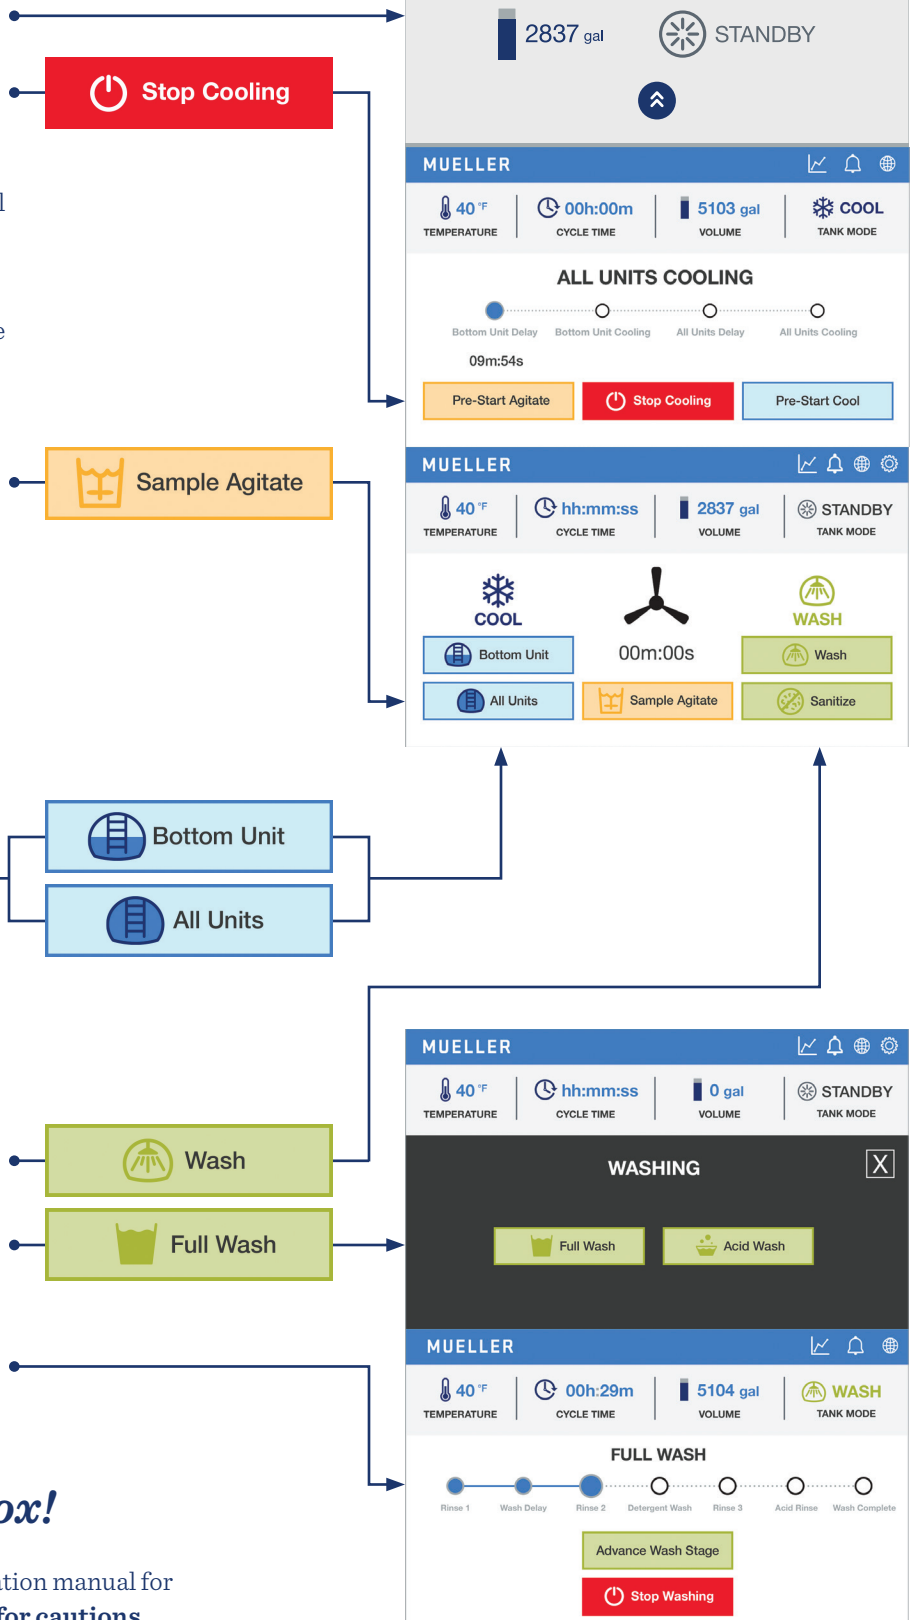 2837 gal
STANDBY
Stop Cooling
MUELLER
40 °F
00h:00m
5103 gal
COOL
TEMPERATURE
CYCLE TIME
VOLUME
TANK MODE
ALL UNITS COOLING
Bottom Unit Delay
Bottom Unit Cooling
All Units Delay
All Units Cooling
09m:54s
Pre-Start Agitate
Stop Cooling
Pre-Start Cool
Sample Agitate
MUELLER
40 °F
hh:mm:ss
2837 gal
STANDBY
TEMPERATURE
CYCLE TIME
VOLUME
TANK MODE
COOL
WASH
Bottom Unit
00m:00s
Wash
All Units
Sample Agitate
Sanitize
Bottom Unit
All Units
MUELLER
40 °F
hh:mm:ss
0 gal
STANDBY
TEMPERATURE
CYCLE TIME
VOLUME
TANK MODE
Wash
WASHING
X
Full Wash
Full Wash
Acid Wash
MUELLER
40 °F
00h:29m
5104 gal
WASH
TEMPERATURE
CYCLE TIME
VOLUME
TANK MODE
FULL WASH
Rinse 1
Wash Delay
Rinse 2
Detergent Wash
Rinse 3
Acid Rinse
Wash Complete
Advance Wash Stage
Stop Washing
ox!
ation manual for
for cautions